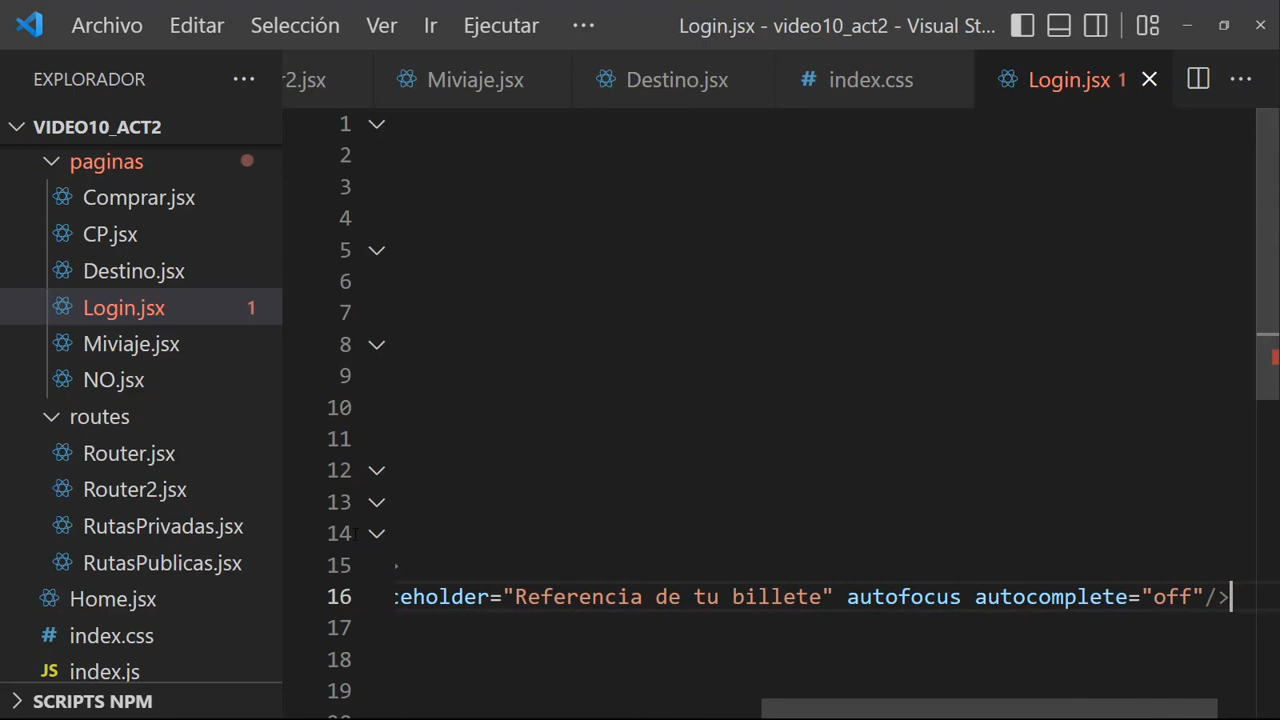 Archivo Editar Selección Ver Ir Ejecutar ··· Login.jsx - video10_act2 - Visual St...
EXPLORADOR ···
r2.jsx Miviaje.jsx Destino.jsx # index.css Login.jsx 1 ···
VIDEO10_ACT2
paginas
Comprar.jsx
CP.jsx
Destino.jsx
Login.jsx 1
Miviaje.jsx
NO.jsx
routes
Router.jsx
Router2.jsx
RutasPrivadas.jsx
RutasPublicas.jsx
Home.jsx
# index.css
JS index.js
SCRIPTS NPM
1
2
3
4
5
6
7
8
9
10
11
12
13
14
15
16 ceholder="Referencia de tu billete" autofocus autocomplete="off"/>
17
18
19